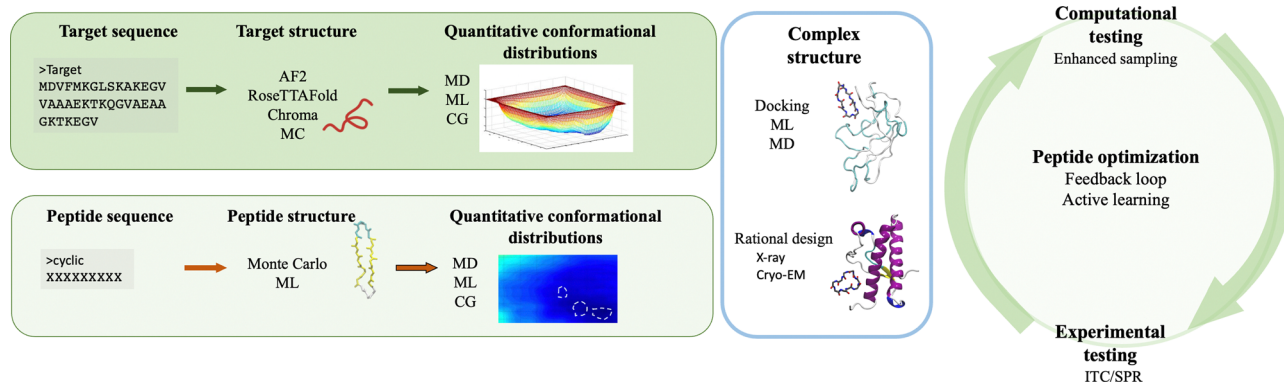 Target sequence
>Target
MDVFMKGLSKAKEGV
VAAAEKTKQGVAEAA
GKTKEGV
Target structure
AF2
RoseTTAFold
Chroma
MC
Quantitative conformational
distributions
MD
ML
CG
Peptide sequence
>cyclic
XXXXXXXXX
Peptide structure
Monte Carlo
ML
Quantitative conformational
distributions
MD
ML
CG
Complex
structure
Docking
ML
MD
Rational design
X-ray
Cryo-EM
Computational
testing
Enhanced sampling
Peptide optimization
Feedback loop
Active learning
Experimental
testing
ITC/SPR